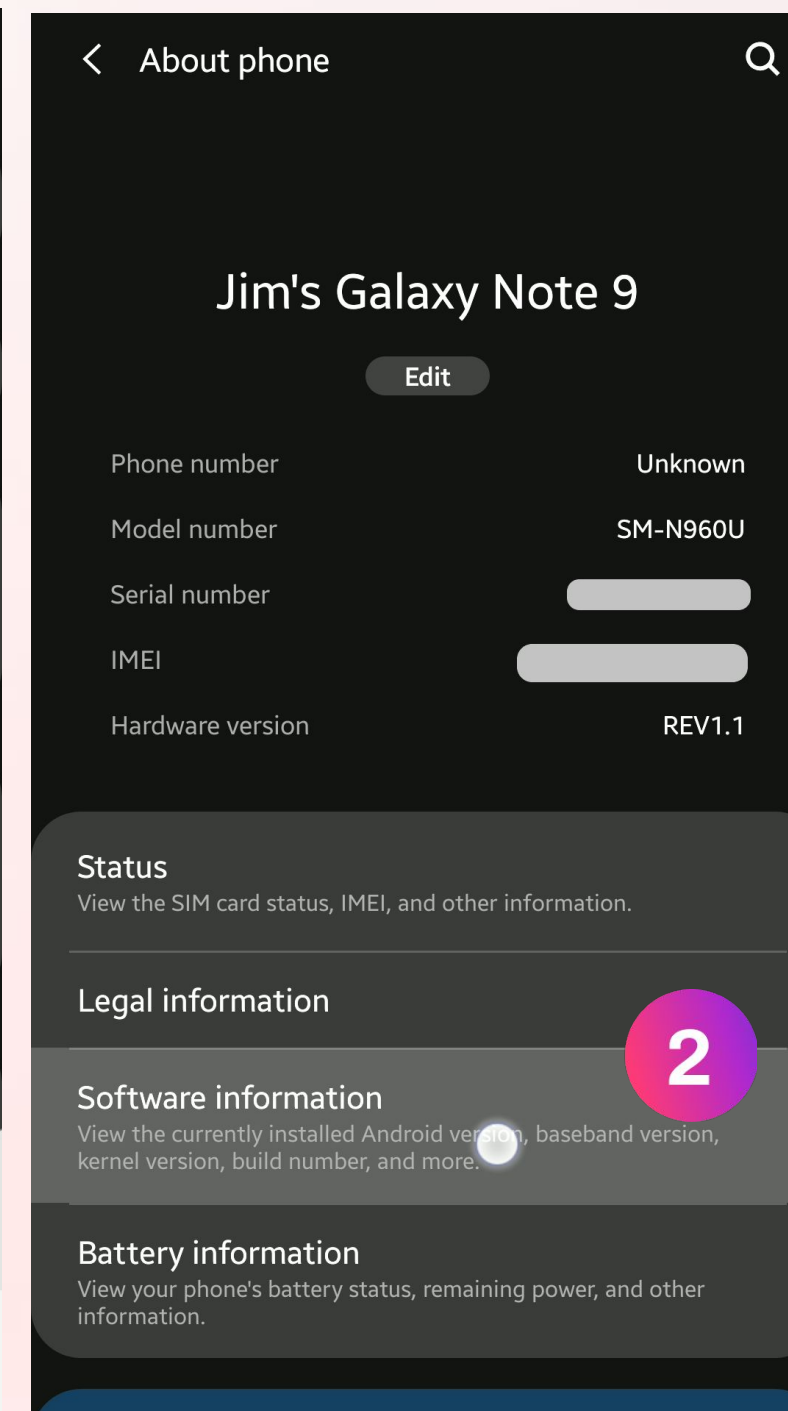 About phone
Jim's Galaxy Note 9
Edit
Phone number Unknown
Model number SM-N960U
Serial number
IMEI
Hardware version REV1.1
Status
View the SIM card status, IMEI, and other information.
Legal information
2
Software information
View the currently installed Android version, baseband version,
kernel version, build number, and more.
Battery information
View your phone's battery status, remaining power, and other
information.